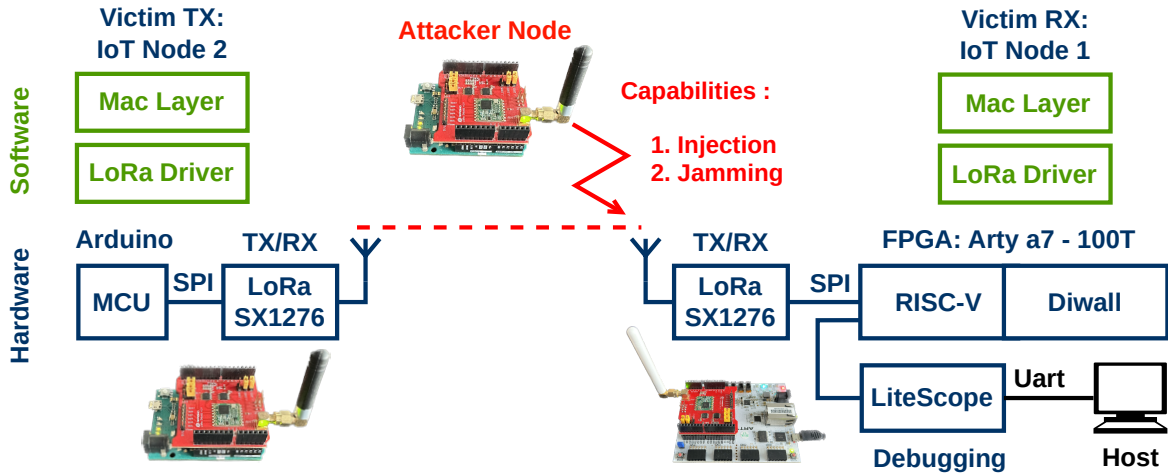 Victim TX:
IoT Node 2
Attacker Node
Victim RX:
IoT Node 1
Software
Mac Layer
LoRa Driver
Capabilities :
1. Injection
2. Jamming
Mac Layer
LoRa Driver
Hardware
Arduino
MCU
SPI
TX/RX
LoRa
SX1276
TX/RX
LoRa
SX1276
SPI
FPGA: Arty a7 - 100T
RISC-V
Diwall
LiteScope
Debugging
Uart
Host